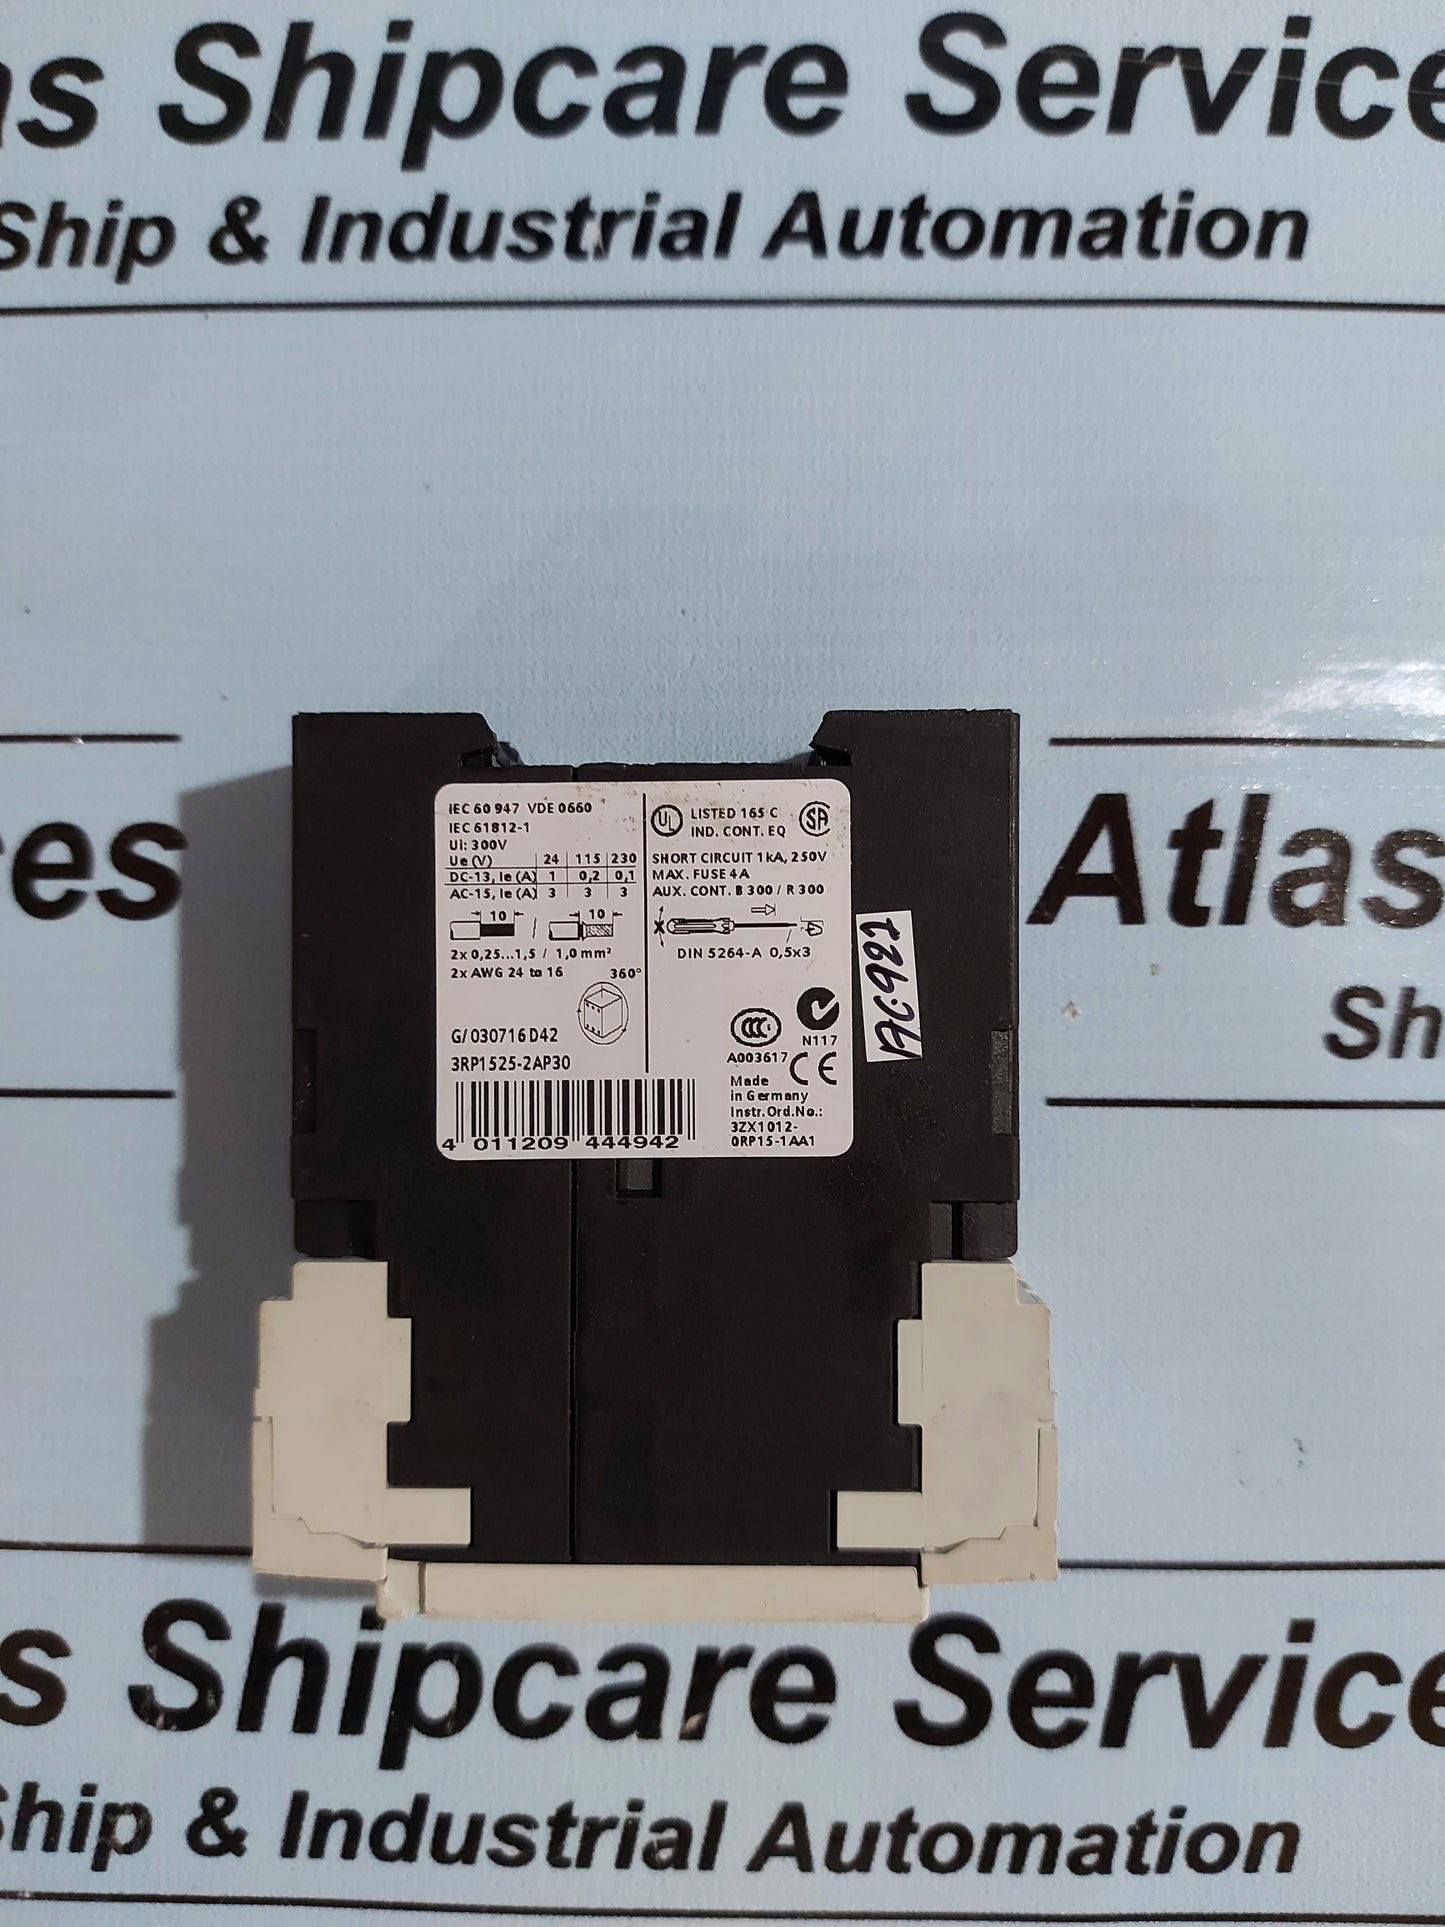 as Shipcare Service
Ship & Industrial Automation
es
Atlas
Sh
IEC 60 947 VDE 0660
IEC 61812-1
Ui: 300V
Ue (V) 24 115 230
DC-13, Ie (A) 1 0,2 0,1
AC-15, Ie (A) 3 3 3
10 / 10
2x 0,25...1,5 / 1,0 mm²
2x AWG 24 to 16
360°
G/ 030716 D42
3RP1525-2AP30
4 011209 444942
UL LISTED 165 C
IND. CONT. EQ
SA
SHORT CIRCUIT 1kA, 250V
MAX. FUSE 4 A
AUX. CONT. B 300 / R 300
DIN 5264-A 0,5x3
CCC
N117
A003617
CE
Made
in Germany
Instr.Ord.No.:
3ZX1012-
0RP15-1AA1
s Shipcare Service
Ship & Industrial Automation